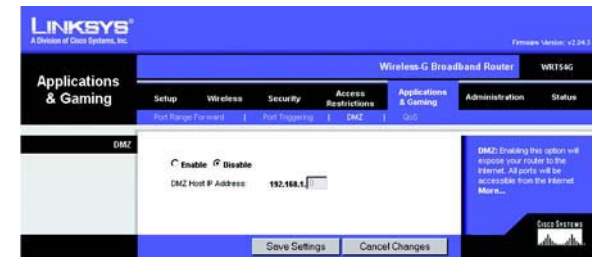 LINKSYS®
A Division of Cisco Systems, Inc.
Firmware Version: v2.04.3
Wireless-G Broadband Router WRT54G
Applications & Gaming
Setup Wireless Security Access Restrictions Applications & Gaming Administration Status
Port Range Forward | Port Triggering | DMZ | QoS
DMZ
Enable Disable
DMZ Host IP Address: 192.168.1. 0
DMZ: Enabling this option will
expose your router to the
Internet. All ports will be
accessible from the Internet
More...
Save Settings Cancel Changes
CISCO SYSTEMS